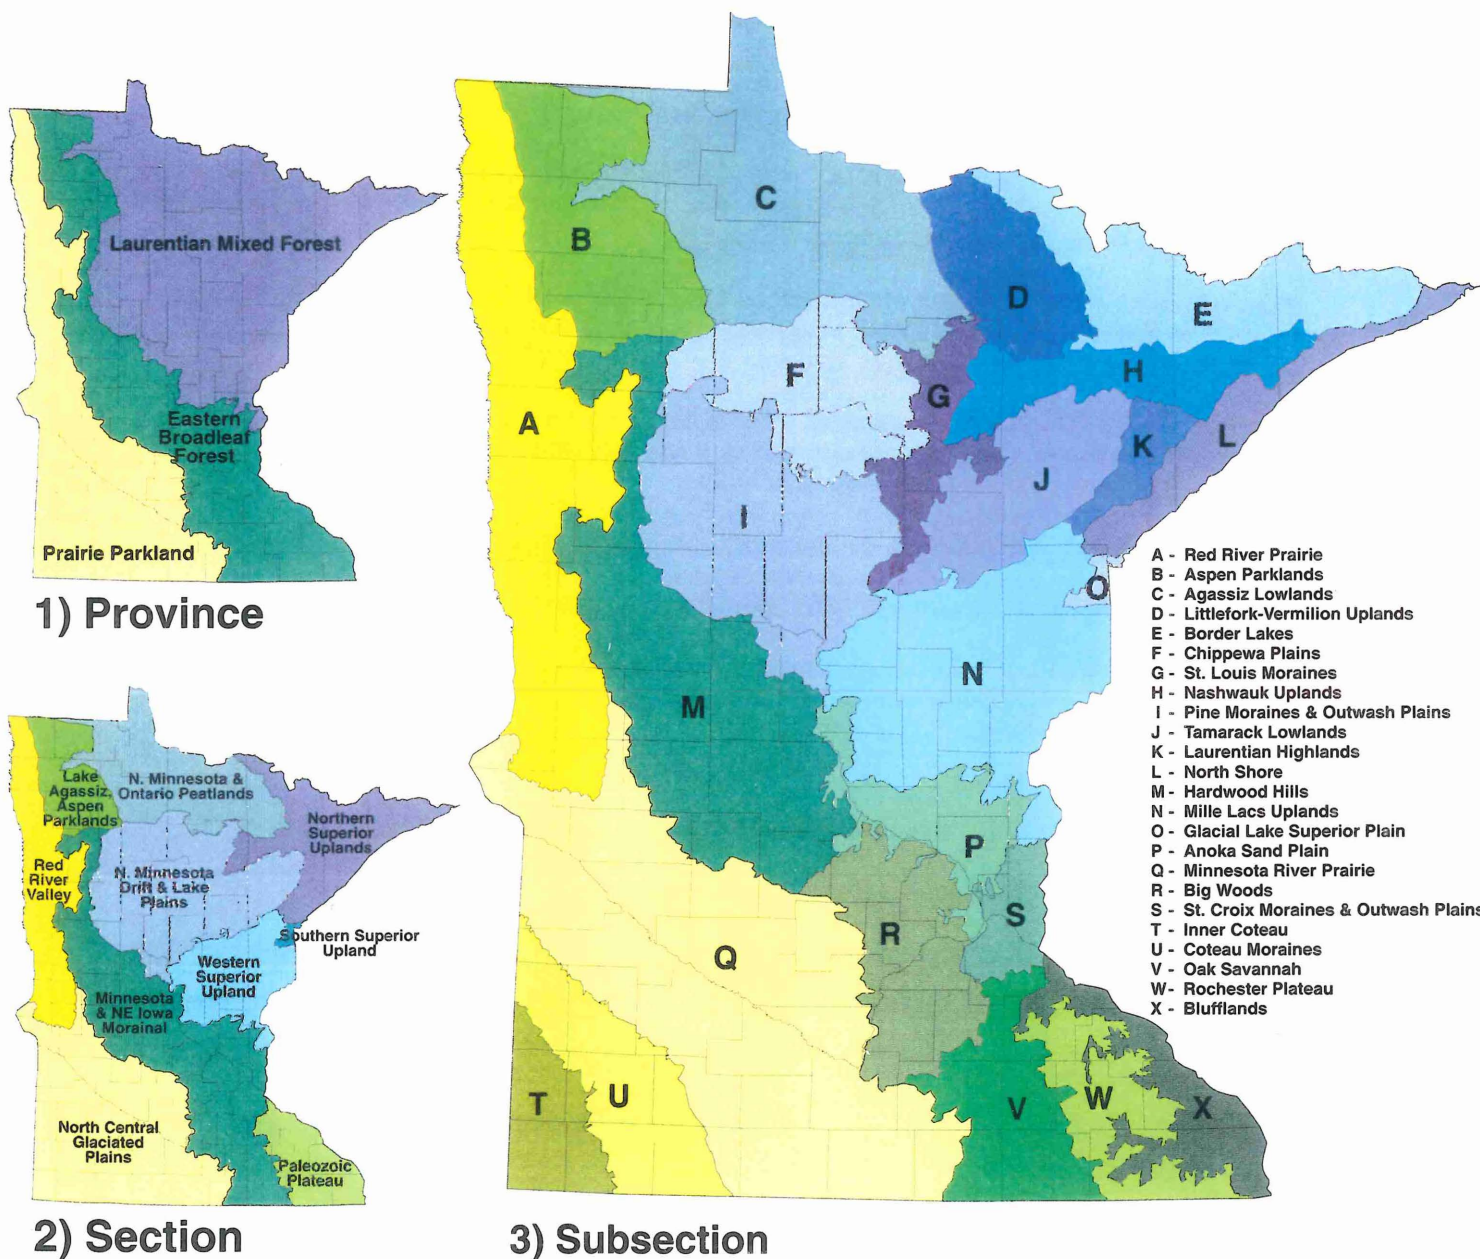 Laurentian Mixed Forest
Eastern
Broadleaf
Forest
Prairie Parkland
1) Province
Lake
Agassiz,
Aspen
Parklands
N. Minnesota &
Ontario Peatlands
Northern
Superior
Uplands
Red
River
Valley
N. Minnesota
Drift & Lake
Plains
Southern Superior
Upland
Western
Superior
Upland
Minnesota
& NE Iowa
Morainal
North Central
Glaciated
Plains
Paleozoic
Plateau
2) Section
C
B
D
E
F
H
G
A
L
K
J
I
O
N
M
P
S
R
Q
T
U
V
W
X
3) Subsection
A - Red River Prairie
B - Aspen Parklands
C - Agassiz Lowlands
D - Littlefork-Vermilion Uplands
E - Border Lakes
F - Chippewa Plains
G - St. Louis Moraines
H - Nashwauk Uplands
I - Pine Moraines & Outwash Plains
J - Tamarack Lowlands
K - Laurentian Highlands
L - North Shore
M - Hardwood Hills
N - Mille Lacs Uplands
O - Glacial Lake Superior Plain
P - Anoka Sand Plain
Q - Minnesota River Prairie
R - Big Woods
S - St. Croix Moraines & Outwash Plains
T - Inner Coteau
U - Coteau Moraines
V - Oak Savannah
W - Rochester Plateau
X - Blufflands